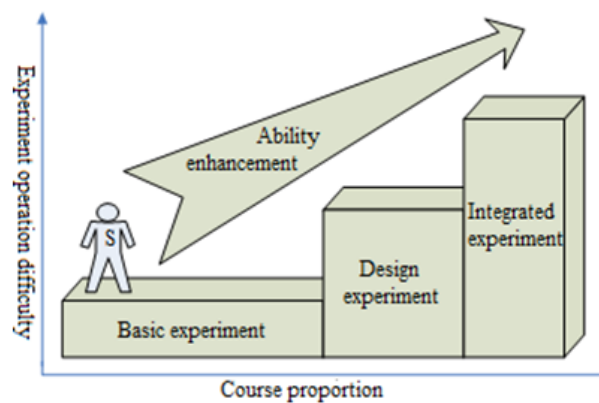 Experiment operation difficulty
Ability
enhancement
S
Integrated
experiment
Design
experiment
Basic experiment
Course proportion